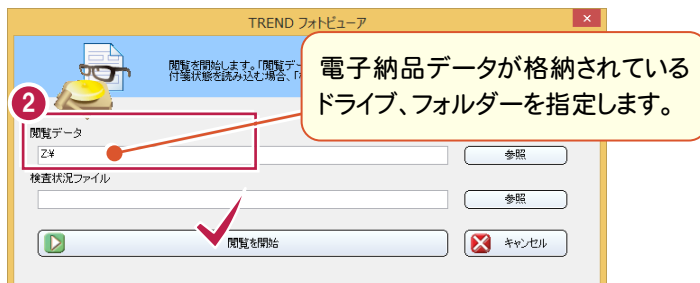 TREND フォトビューア
閲覧を開始します。「閲覧デー
付箋状態を読み込む場合、「
電子納品データが格納されている
ドライブ、フォルダーを指定します。
2
閲覧データ
Z¥
参照
検査状況ファイル
参照
閲覧を開始
キャンセル